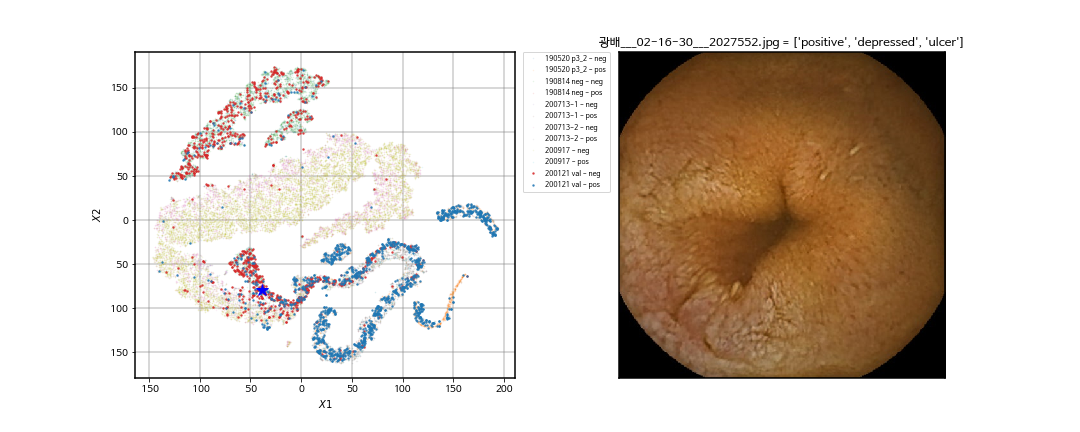 광배___02-16-30___2027552.jpg = ['positive', 'depressed', 'ulcer']
190520 p3_2 - neg
190520 p3_2 - pos
190814 neg - neg
190814 neg - pos
200713-1 - neg
200713-1 - pos
200713-2 - neg
200713-2 - pos
200917 - neg
200917 - pos
200121 val - neg
200121 val - pos
150
100
50
0
50
100
150
X2
150 100 50 0 50 100 150 200
X1